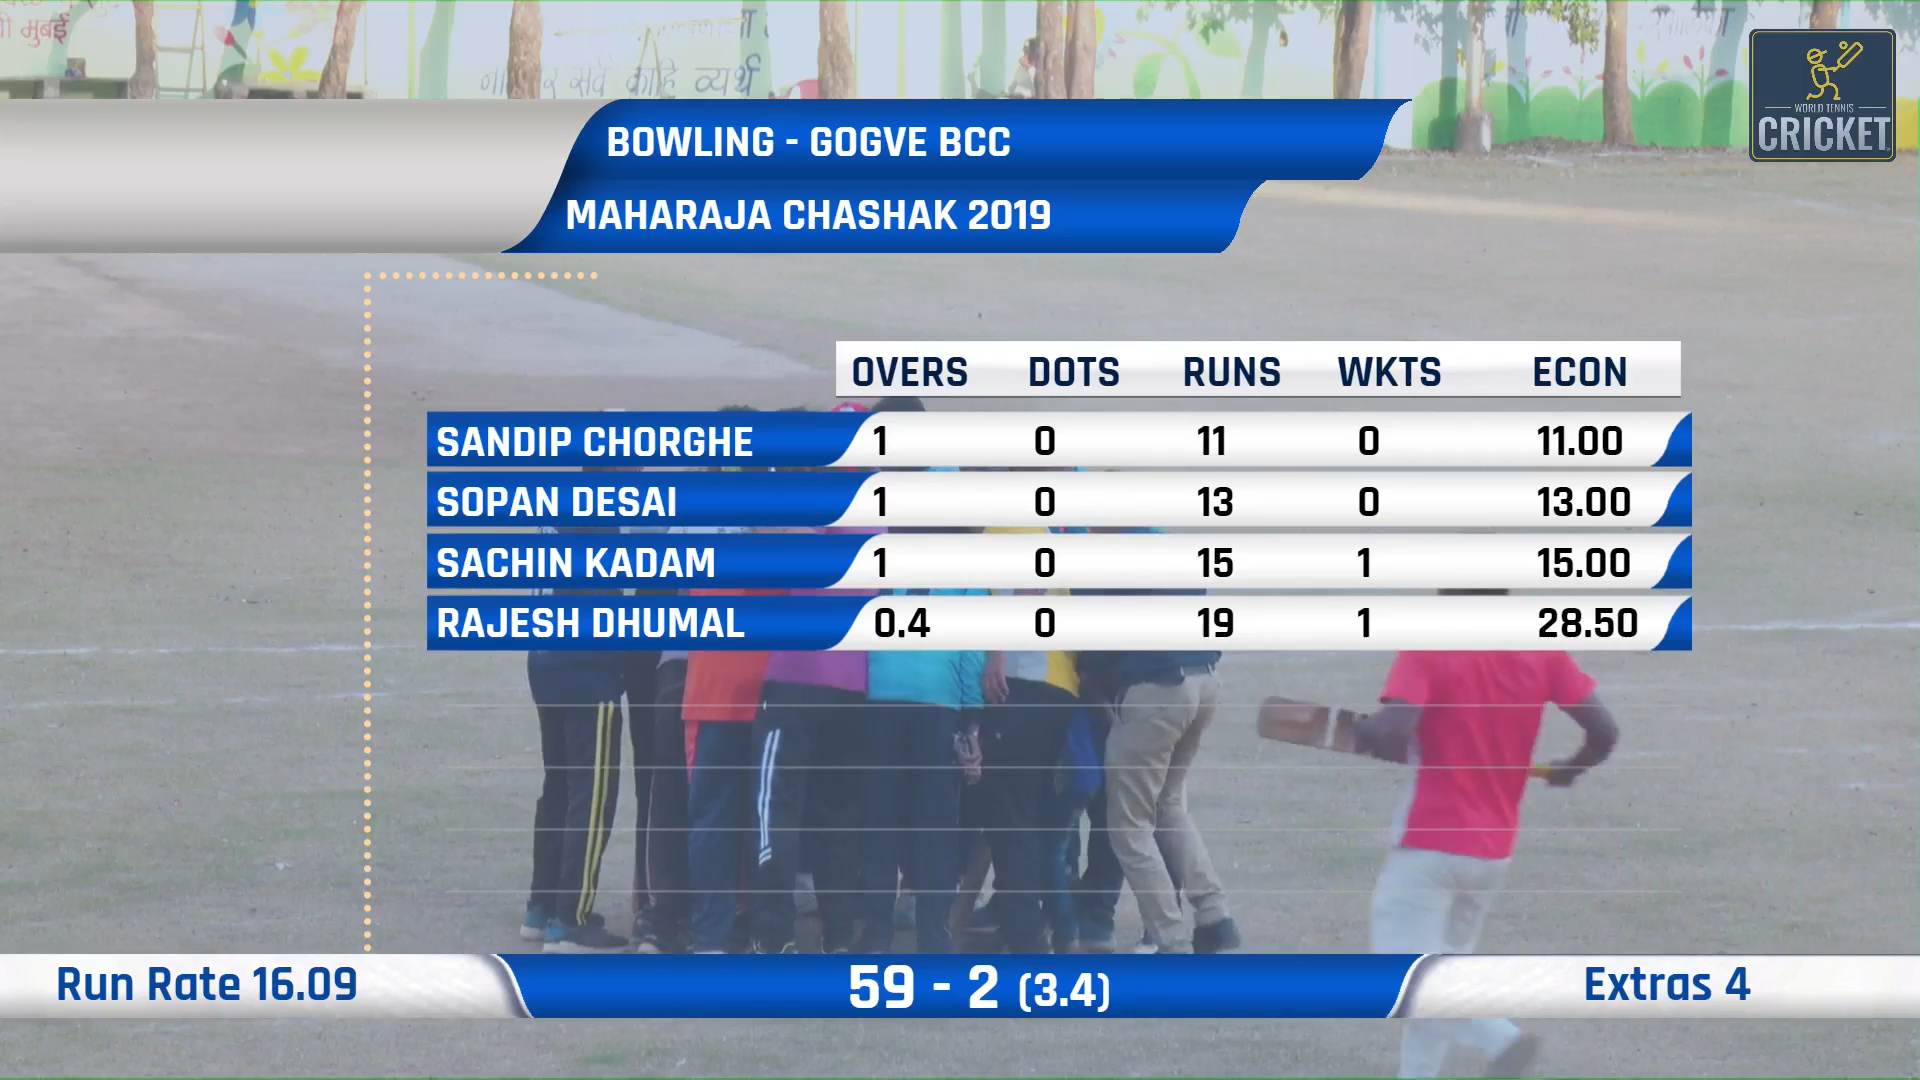 ी मुंबई
व्यर्थ
WORLD TENNIS
CRICKET
BOWLING - GOGVE BCC
MAHARAJA CHASHAK 2019
OVERS DOTS RUNS WKTS ECON
SANDIP CHORGHE 1 0 11 0 11.00
SOPAN DESAI 1 0 13 0 13.00
SACHIN KADAM 1 0 15 1 15.00
RAJESH DHUMAL 0.4 0 19 1 28.50
Run Rate 16.09 59 - 2 (3.4) Extras 4